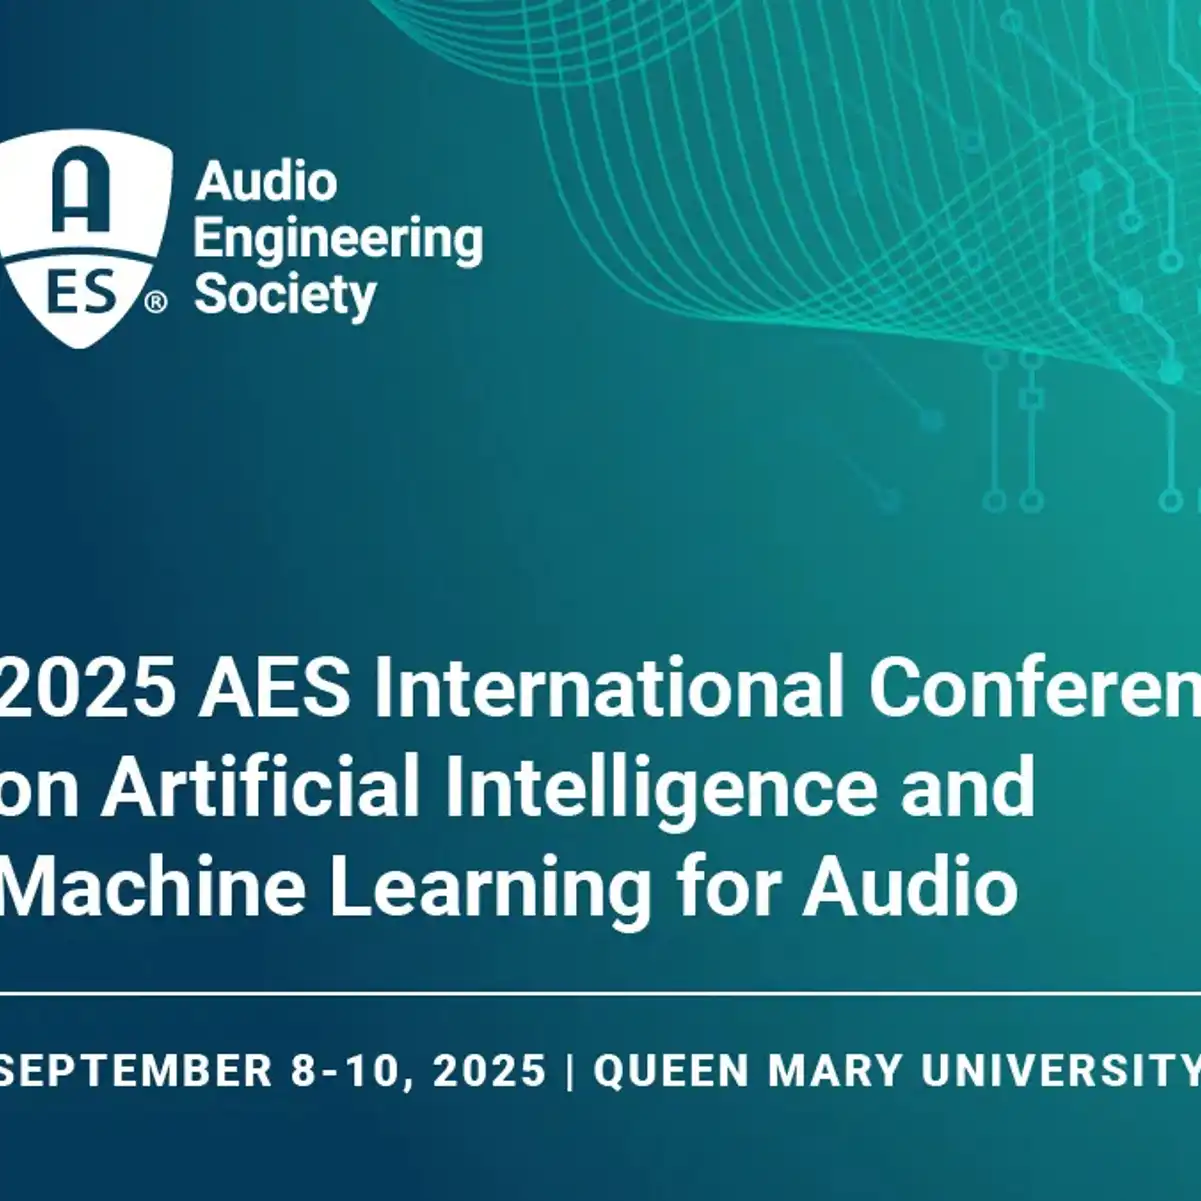 A
ES ®
Audio
Engineering
Society
2025 AES International Conferen
on Artificial Intelligence and
Machine Learning for Audio
SEPTEMBER 8-10, 2025 | QUEEN MARY UNIVERSITY